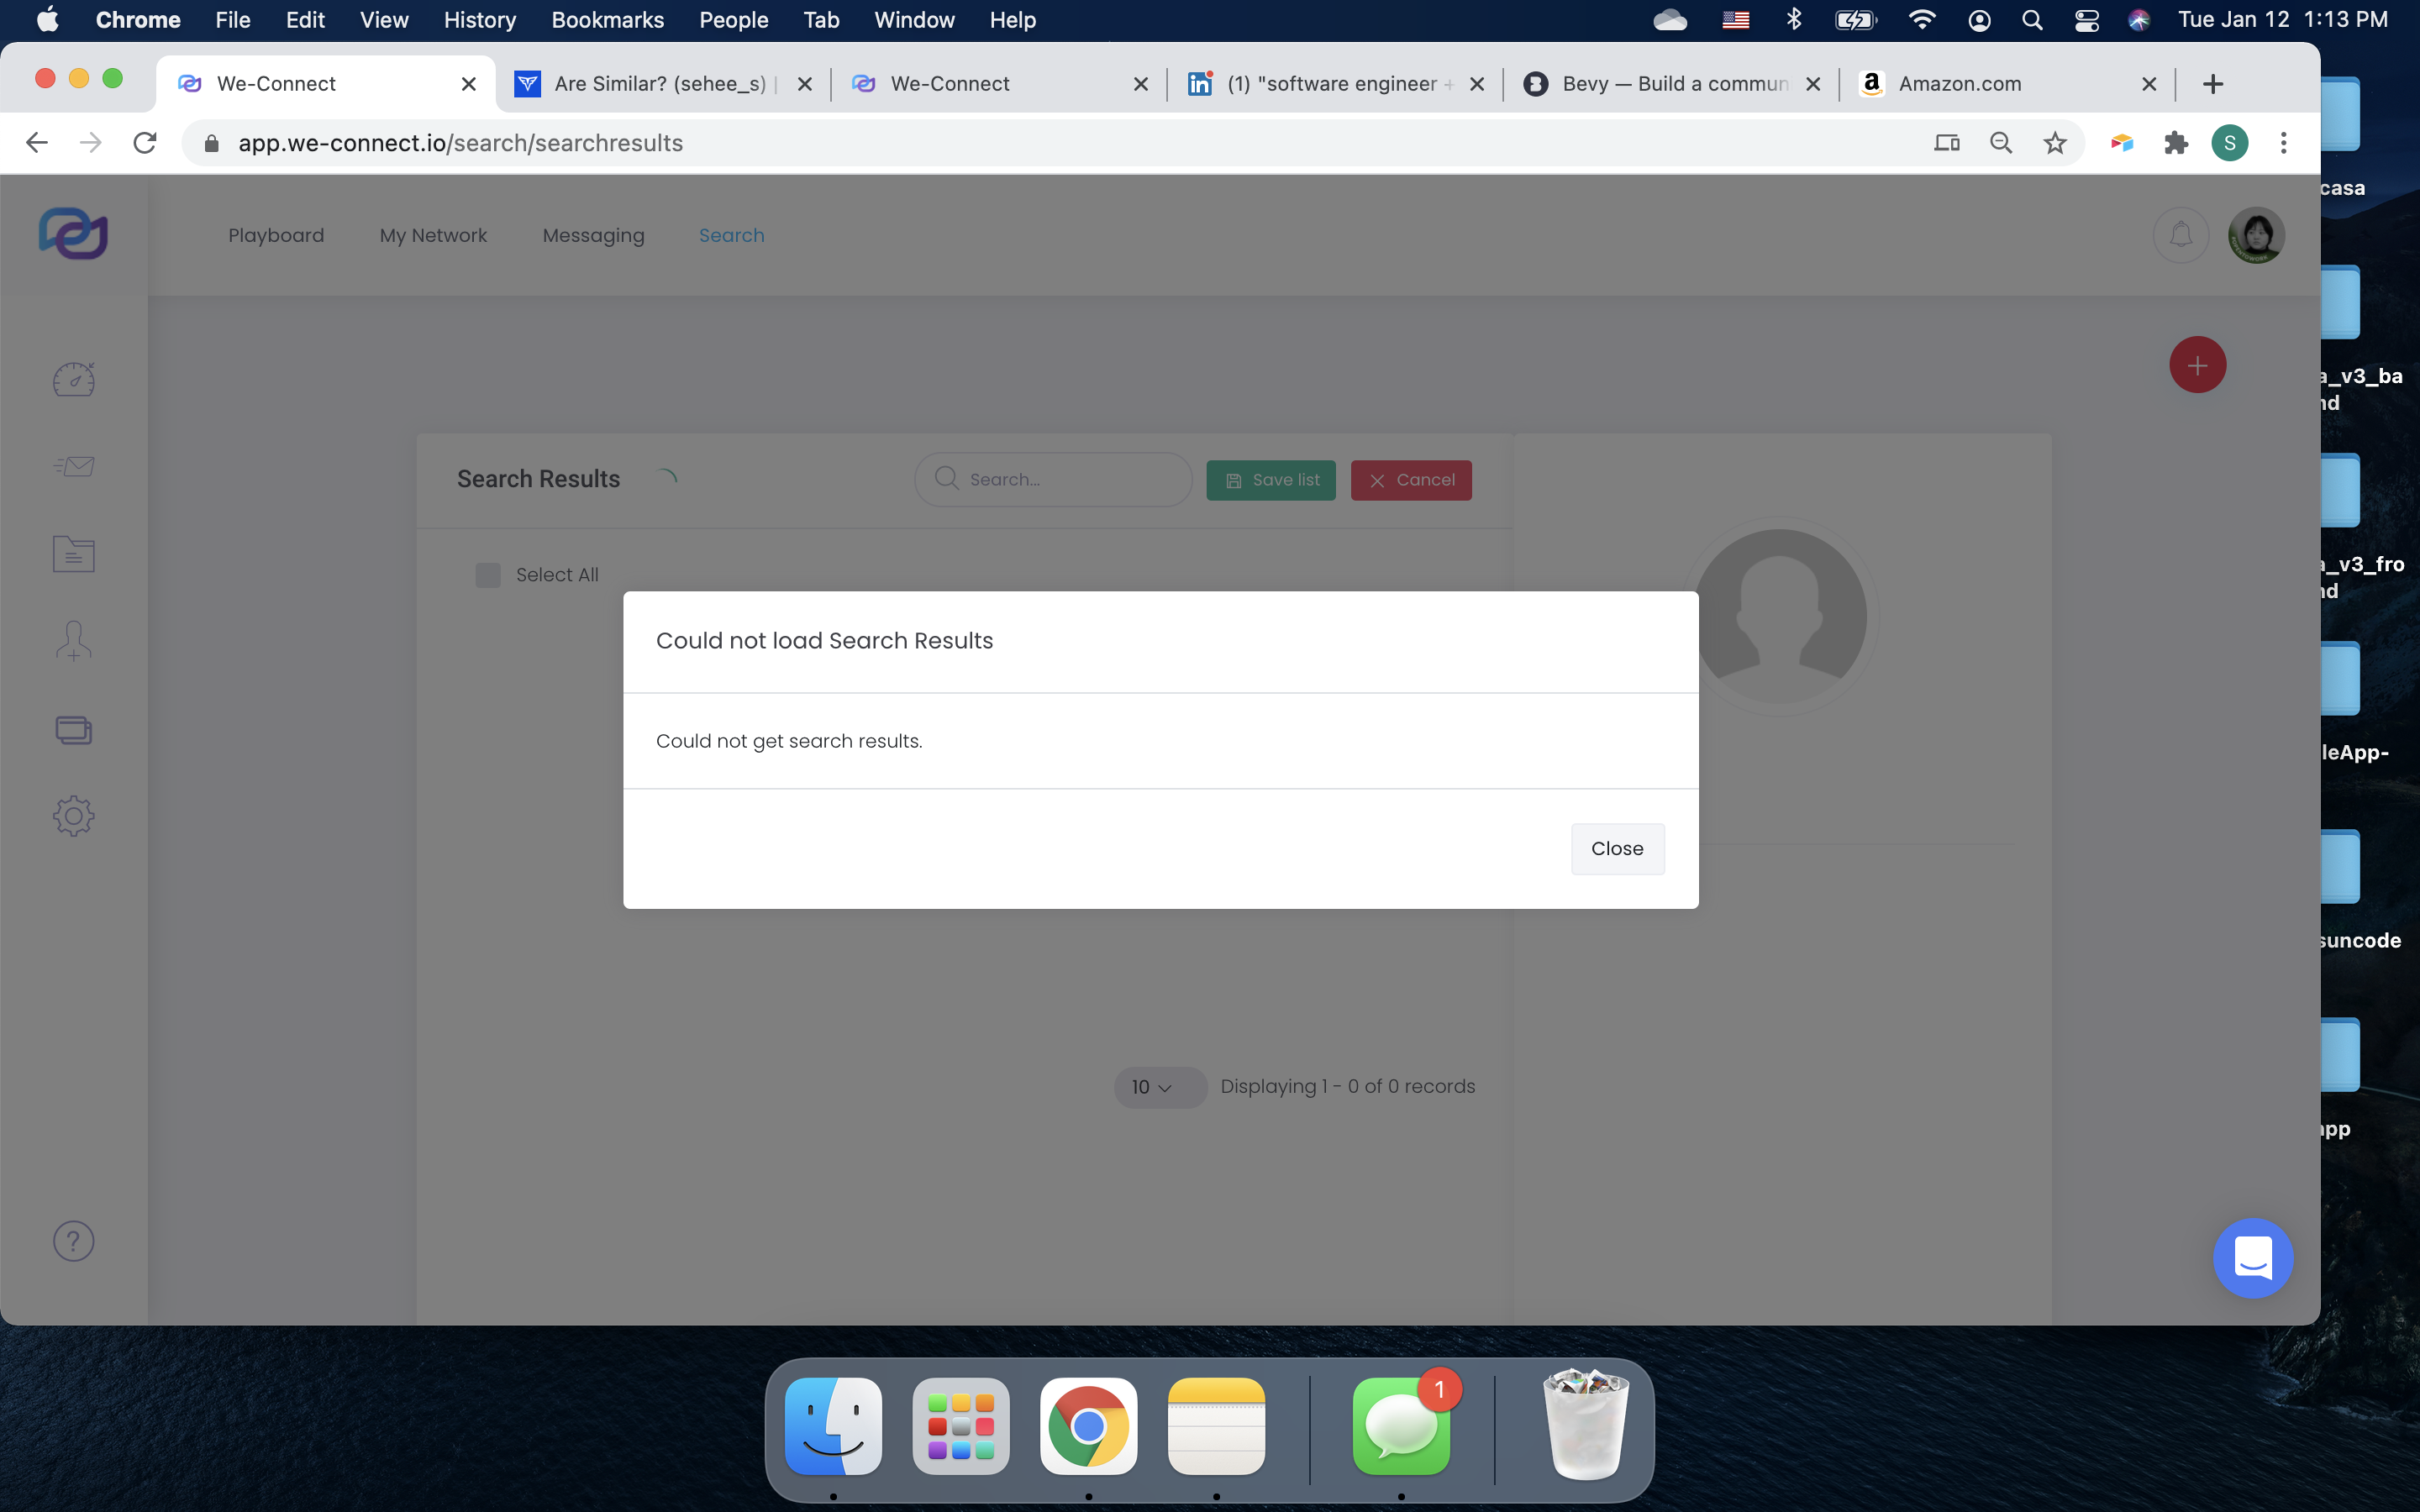 Chrome File Edit View History Bookmarks People Tab Window Help Tue Jan 12 1:13 PM
We-Connect Are Similar? (sehee_s) | We-Connect (1) "software engineer + Bevy — Build a commun Amazon.com
app.we-connect.io/search/searchresults S
Playboard My Network Messaging Search
casa
a_v3_ba
nd
a_v3_fro
nd
leApp-
suncode
app
Search Results Search... Save list Cancel
Select All
Could not load Search Results
Could not get search results.
Close
10 Displaying 1 - 0 of 0 records
?
1